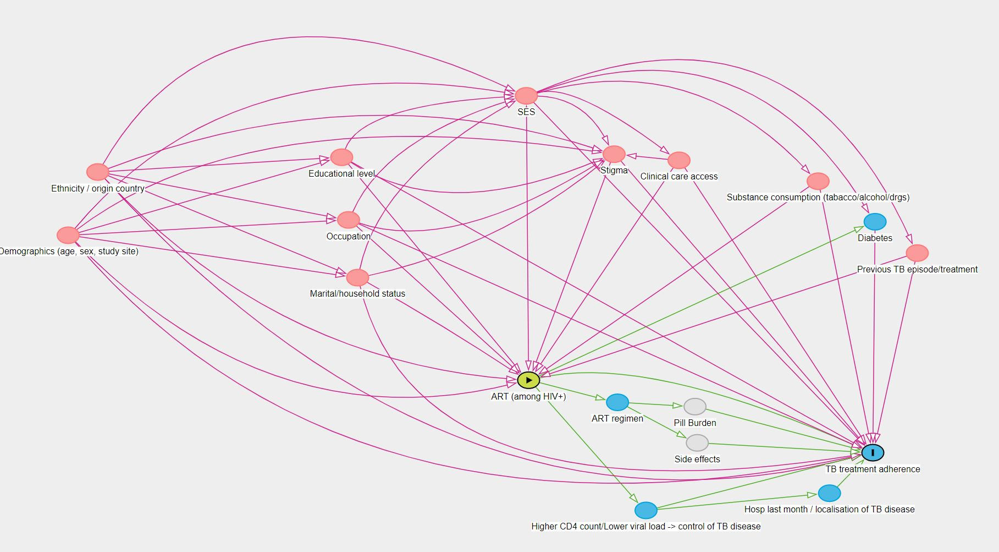 SES
Ethnicity / origin country
Educational level
Stigma
Clinical care access
Substance consumption (tabacco/alcohol/drgs)
Demographics (age, sex, study site)
Occupation
Diabetes
Marital/household status
Previous TB episode/treatment
ART (among HIV+)
ART regimen
Pill Burden
Side effects
TB treatment adherence
Hosp last month / localisation of TB disease
Higher CD4 count/Lower viral load -> control of TB disease